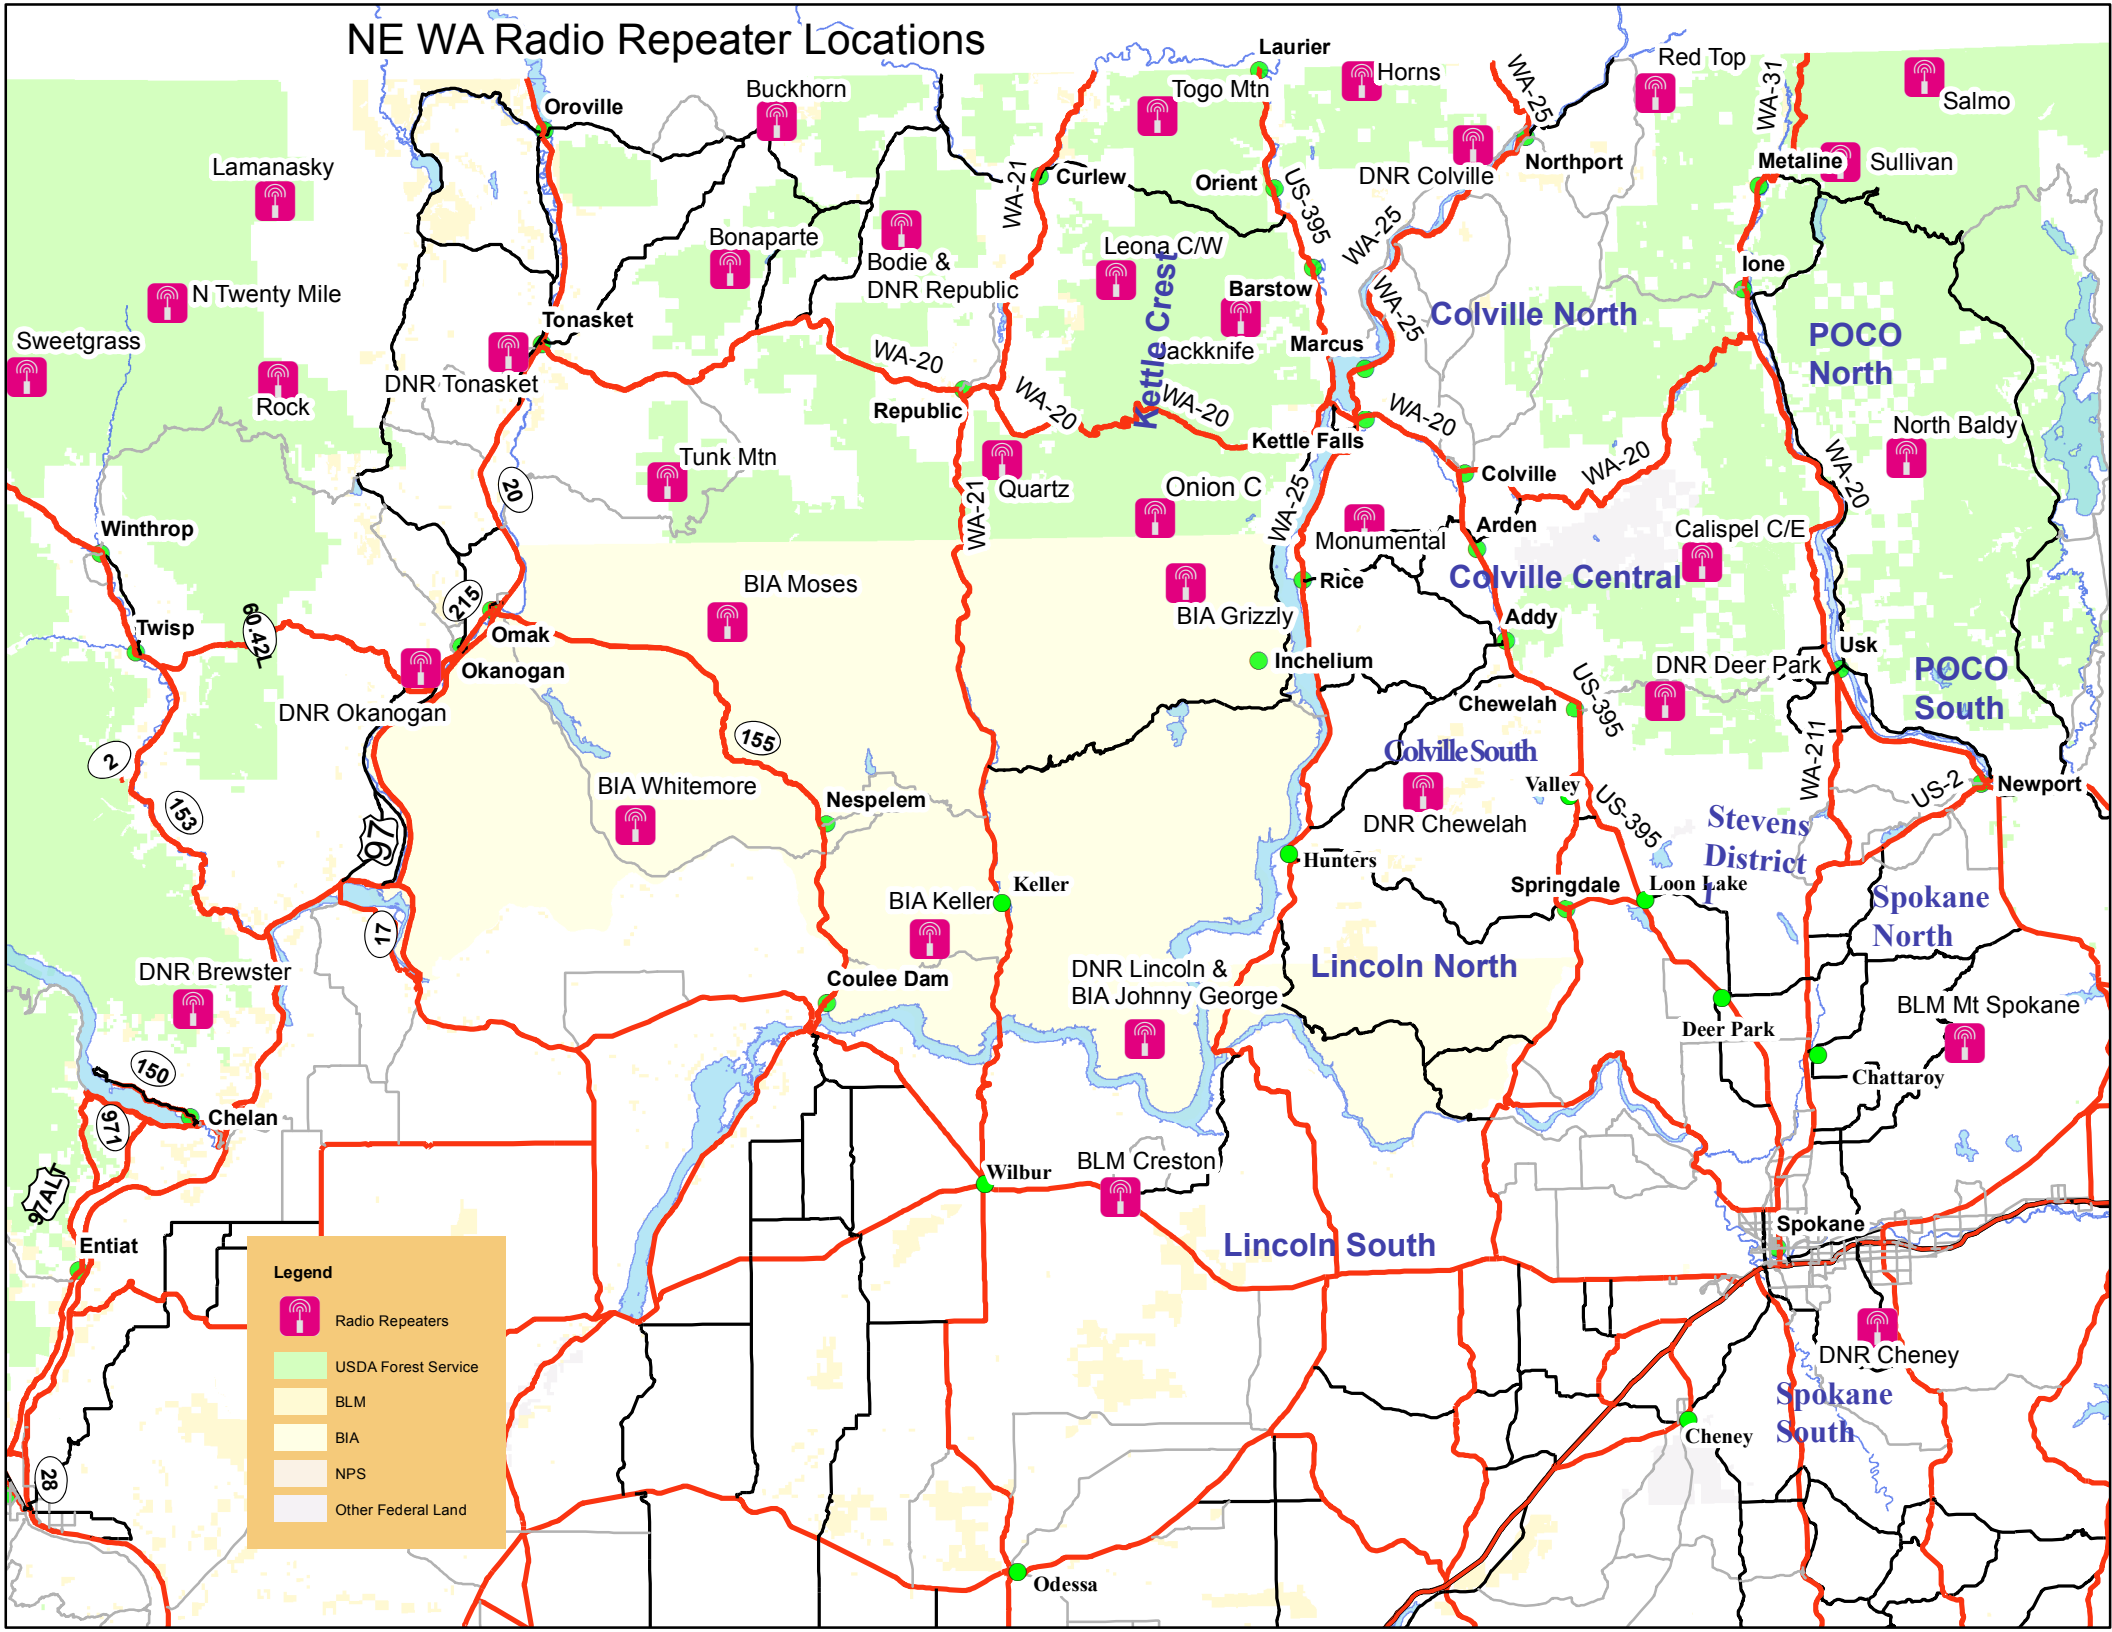 NE WA Radio Repeater Locations
Laurier
Horns
Red Top
WA-25
WA-31
Salmo
Buckhorn
Togo Mtn
Oroville
Lamanasky
WA-21
Curlew
Orient
US-395
DNR Colville
Northport
Metaline
Sullivan
Bonaparte
Bodie &
DNR Republic
Leona C/W
WA-25
Ione
N Twenty Mile
Barstow
Kettle Crest
WA-25
Colville North
POCO
North
Tonasket
Sweetgrass
Marcus
ackknife
WA-20
DNR Tonasket
Rock
Republic
WA-20
WA-20
WA-20
Kettle Falls
North Baldy
Tunk Mtn
Quartz
Onion C
Colville
WA-20
WA-20
20
WA-21
WA-25
Winthrop
Monumental
Arden
Calispel C/E
BIA Moses
Rice
Colville Central
BIA Grizzly
215
60.42L
Twisp
Omak
Okanogan
Addy
Usk
Inchelium
DNR Deer Park
POCO
South
DNR Okanogan
Chewelah
US-395
155
Colville South
WA-211
2
153
BIA Whitemore
Nespelem
Valley
US-395
US-2
Newport
97
DNR Chewelah
Stevens
District
1
Hunters
Keller
Springdale
Loon Lake
Spokane
North
BIA Keller
17
DNR Brewster
Coulee Dam
DNR Lincoln &
BIA Johnny George
Lincoln North
BLM Mt Spokane
Deer Park
Chattaroy
150
971
Chelan
97ALT
Wilbur
BLM Creston
Spokane
Lincoln South
Entiat
Legend
Radio Repeaters
USDA Forest Service
BLM
BIA
NPS
Other Federal Land
DNR Cheney
Spokane
South
Cheney
28
Odessa